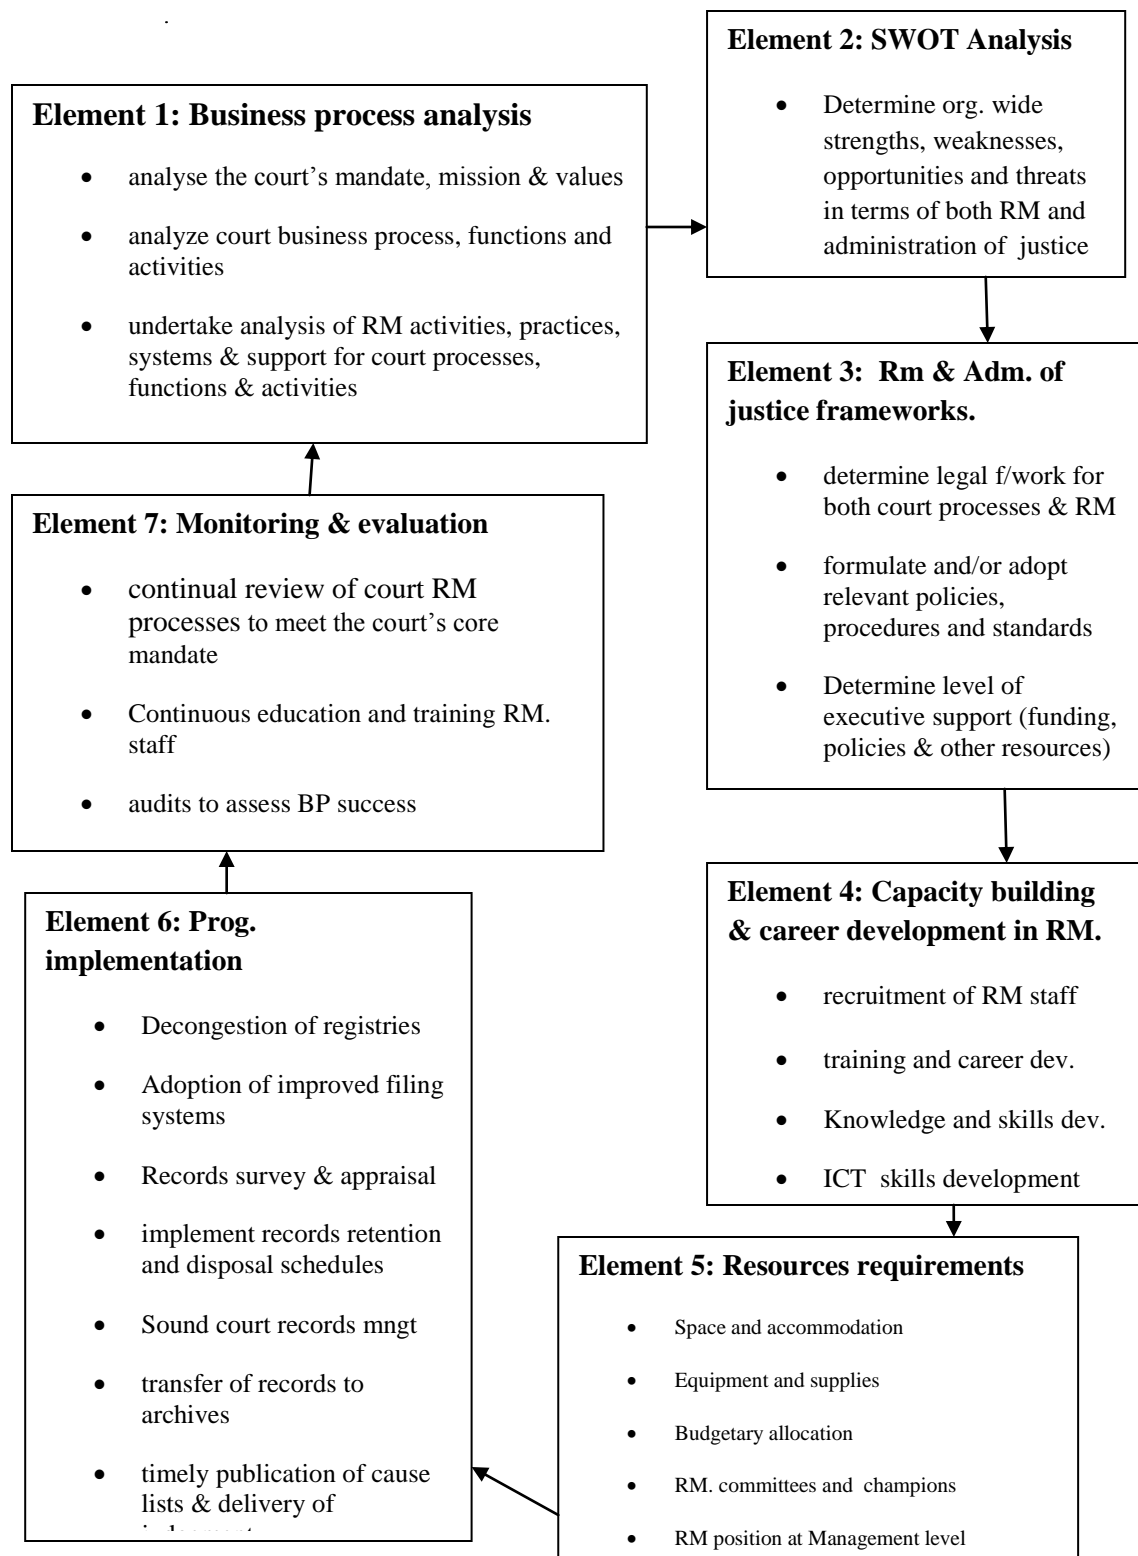 Element 1: Business process analysis
• analyse the court’s mandate, mission & values
• analyze court business process, functions and
activities
• undertake analysis of RM activities, practices,
systems & support for court processes,
functions & activities
Element 2: SWOT Analysis
• Determine org. wide
strengths, weaknesses,
opportunities and threats
in terms of both RM and
administration of justice
Element 3: Rm & Adm. of
justice frameworks.
• determine legal f/work for
both court processes & RM
• formulate and/or adopt
relevant policies,
procedures and standards
• Determine level of
executive support (funding,
policies & other resources)
Element 4: Capacity building
& career development in RM.
• recruitment of RM staff
• training and career dev.
• Knowledge and skills dev.
• ICT skills development
Element 5: Resources requirements
• Space and accommodation
• Equipment and supplies
• Budgetary allocation
• RM. committees and champions
• RM position at Management level
Element 6: Prog.
implementation
• Decongestion of registries
• Adoption of improved filing
systems
• Records survey & appraisal
• implement records retention
and disposal schedules
• Sound court records mngt
• transfer of records to
archives
• timely publication of cause
lists & delivery of
Element 7: Monitoring & evaluation
• continual review of court RM
processes to meet the court’s core
mandate
• Continuous education and training RM.
staff
• audits to assess BP success